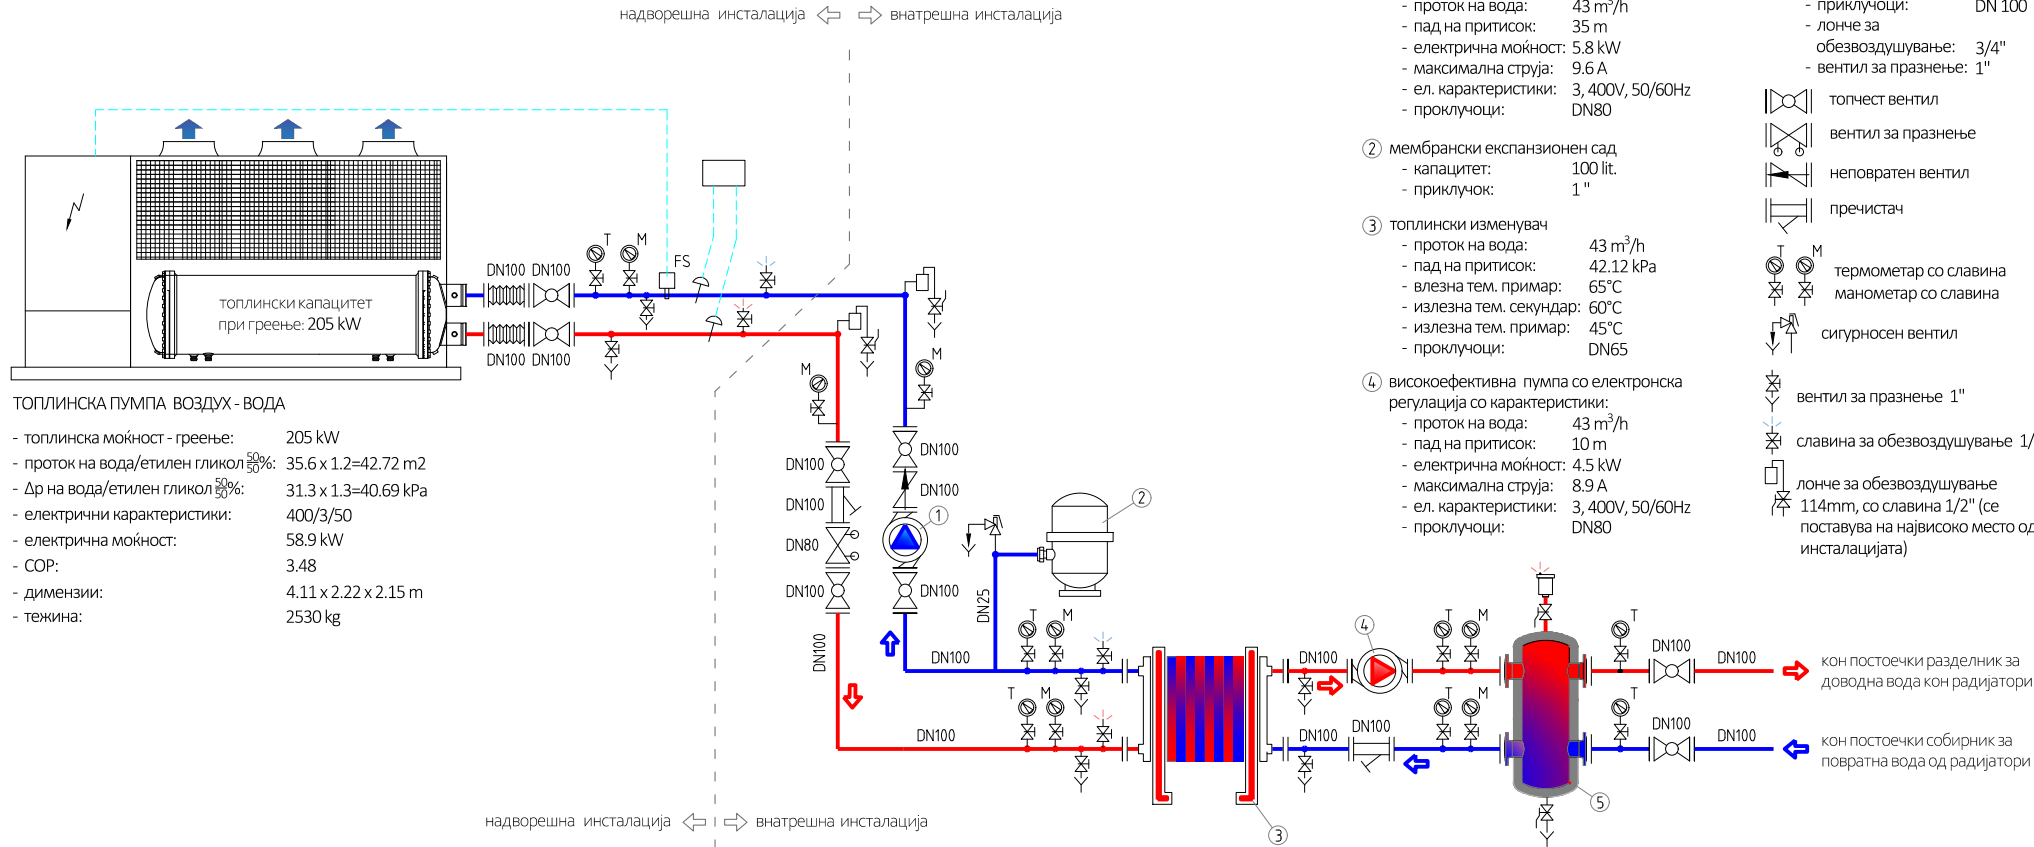 надворешна инсталација
внатрешна инсталација
- проток на вода: 43 m³/h
- пад на притисок: 35 m
- електрична моќност: 5.8 kW
- максимална струја: 9.6 A
- ел. карактеристики: 3, 400V, 50/60Hz
- проклучоци: DN80
2 мембрански експанзионен сад
- капацитет: 100 lit.
- приклучок: 1 "
3 топлински изменувач
- проток на вода: 43 m³/h
- пад на притисок: 42.12 kPa
- влезна тем. примар: 65°C
- излезна тем. секундар: 60°C
- излезна тем. примар: 45°C
- проклучоци: DN65
4 високоефективна пумпа со електронска
регулација со карактеристики:
- проток на вода: 43 m³/h
- пад на притисок: 10 m
- електрична моќност: 4.5 kW
- максимална струја: 8.9 A
- ел. карактеристики: 3, 400V, 50/60Hz
- проклучоци: DN80
- приклучоци: DN 100
- лонче за
обезвоздушување: 3/4"
- вентил за празнење: 1"
топчест вентил
вентил за празнење
неповратен вентил
пречистач
T M
термометар со славина
манометар со славина
сигурносен вентил
вентил за празнење 1"
славина за обезвоздушување 1/
лонче за обезвоздушување
114mm, со славина 1/2" (се
поставува на највисоко место од
инсталацијата)
топлински капацитет
при греење: 205 kW
DN100 DN100
DN100 DN100
T M
FS
ТОПЛИНСКА ПУМПА ВОЗДУХ - ВОДА
- топлинска моќност - греење: 205 kW
- проток на вода/етилен гликол 50/50%: 35.6 x 1.2=42.72 m2
- Δp на вода/етилен гликол 50/50%: 31.3 x 1.3=40.69 kPa
- електрични карактеристики: 400/3/50
- електрична моќност: 58.9 kW
- COP: 3.48
- димензии: 4.11 x 2.22 x 2.15 m
- тежина: 2530 kg
M
M
DN100
DN100
DN80
DN100
DN100
DN100
DN100
1
DN100
DN25
2
DN100
T M
DN100
T M
3
DN100
4
T M
DN100
T M
5
T
DN100 DN100
T
DN100 DN100
кон постоечки разделник за
доводна вода кон радијатори
кон постоечки собирник за
повратна вода од радијатори
надворешна инсталација
внатрешна инсталација